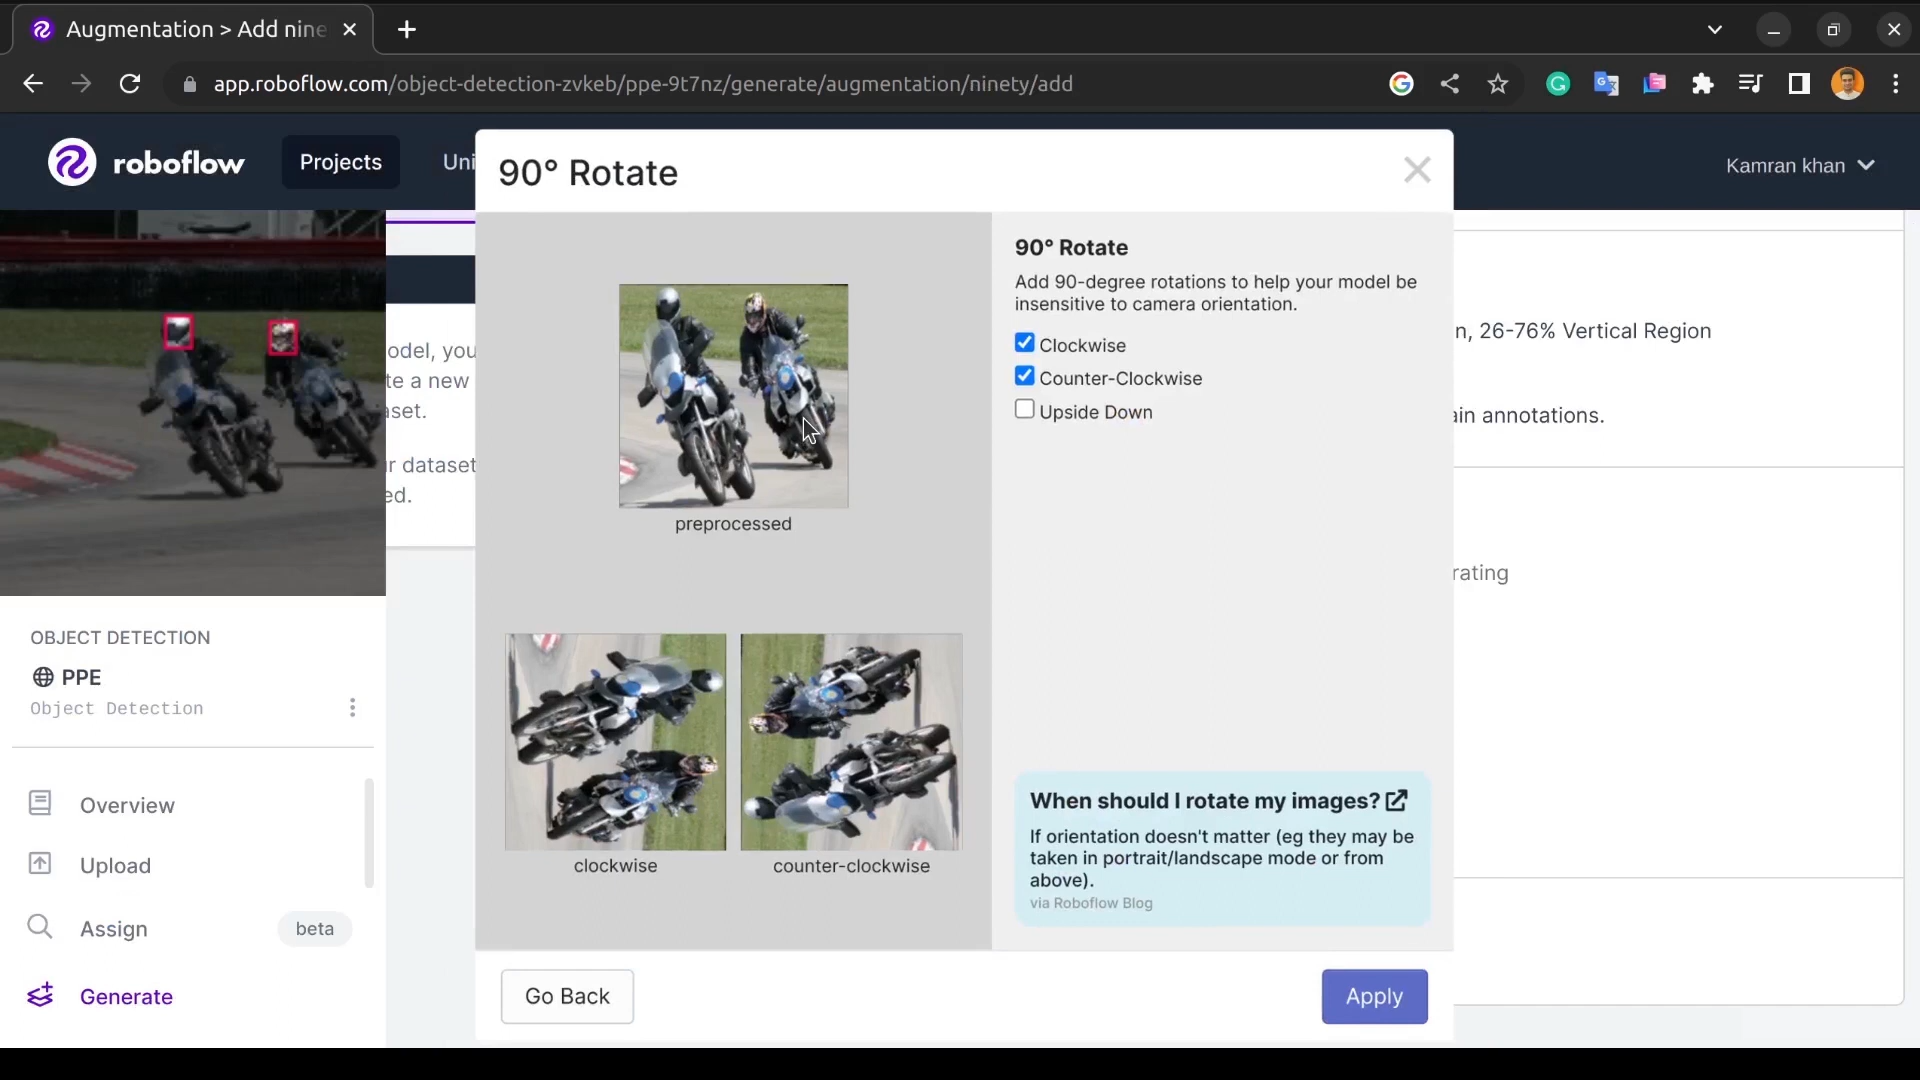 Augmentation > Add nine
app.roboflow.com/object-detection-zvkeb/ppe-9t7nz/generate/augmentation/ninety/add
roboflow
Projects
Uni
Kamran khan
90° Rotate
90° Rotate
Add 90-degree rotations to help your model be
insensitive to camera orientation.
Clockwise
Counter-Clockwise
Upside Down
preprocessed
clockwise
counter-clockwise
When should I rotate my images?
If orientation doesn't matter (eg they may be
taken in portrait/landscape mode or from
above).
via Roboflow Blog
Go Back
Apply
odel, you
te a new
aset.
r dataset
ed.
n, 26-76% Vertical Region
ain annotations.
rating
OBJECT DETECTION
PPE
Object Detection
Overview
Upload
Assign
beta
Generate